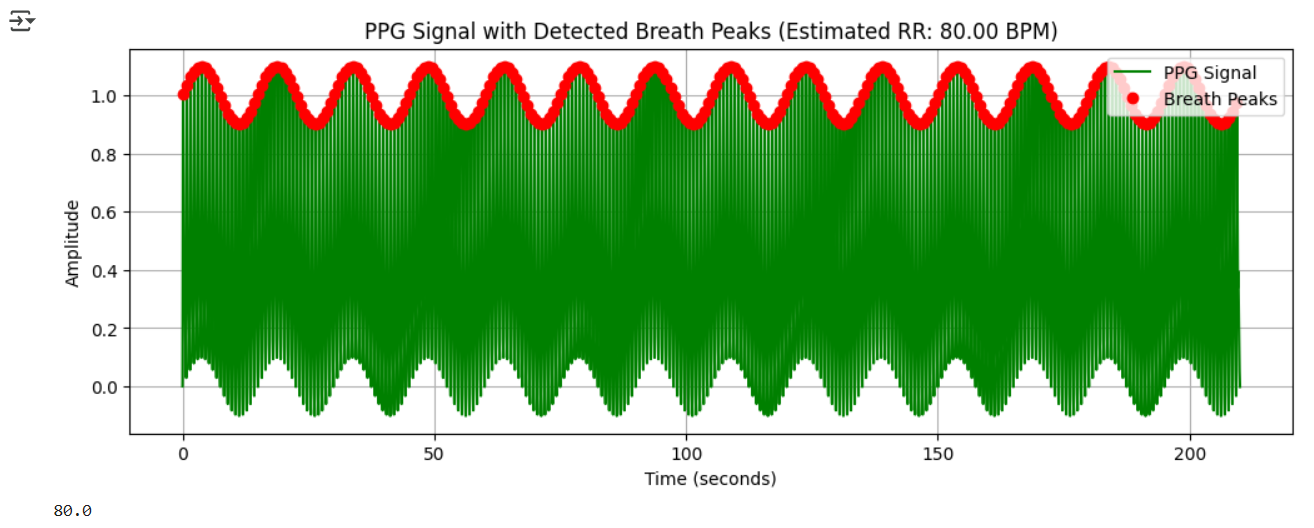 PPG Signal with Detected Breath Peaks (Estimated RR: 80.00 BPM)
PPG Signal
Breath Peaks
Amplitude
1.0
0.8
0.6
0.4
0.2
0.0
0 50 100 150 200
Time (seconds)
80.0